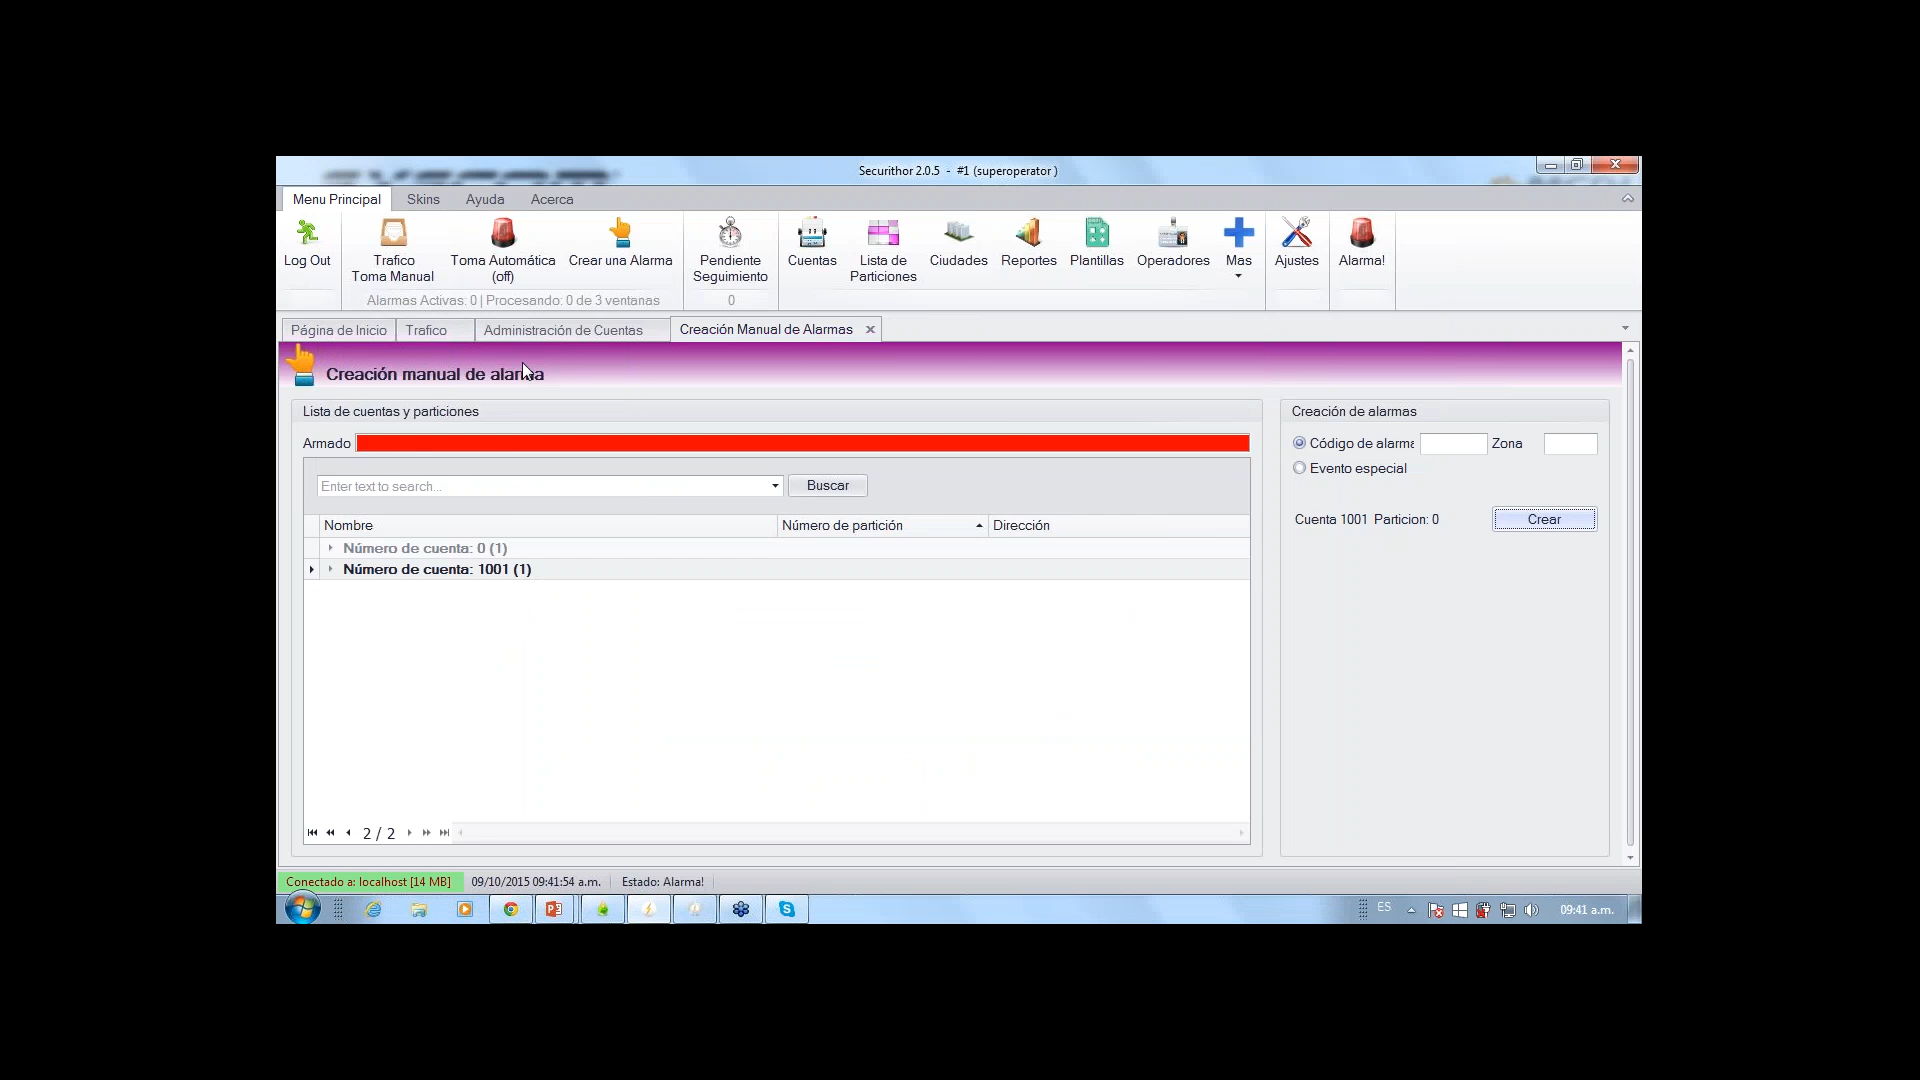 Securithor 2.0.5 - #1 (superoperator )
Menu Principal Skins Ayuda Acerca
Log Out
Trafico
Toma Manual
Toma Automática
(off)
Crear una Alarma
Alarmas Activas: 0 | Procesando: 0 de 3 ventanas
Pendiente
Seguimiento
0
Cuentas
Lista de
Particiones
Ciudades
Reportes
Plantillas
Operadores
Mas
Ajustes
Alarma!
Página de Inicio Trafico Administración de Cuentas Creación Manual de Alarmas
Creación manual de alarma
Lista de cuentas y particiones
Armado
Enter text to search... Buscar
Nombre Número de partición Dirección
Número de cuenta: 0 (1)
Número de cuenta: 1001 (1)
2 / 2
Creación de alarmas
Código de alarma Zona
Evento especial
Cuenta 1001 Particion: 0 Crear
Conectado a: localhost [14 MB] 09/10/2015 09:41:54 a.m. Estado: Alarma!
ES 09:41 a.m.